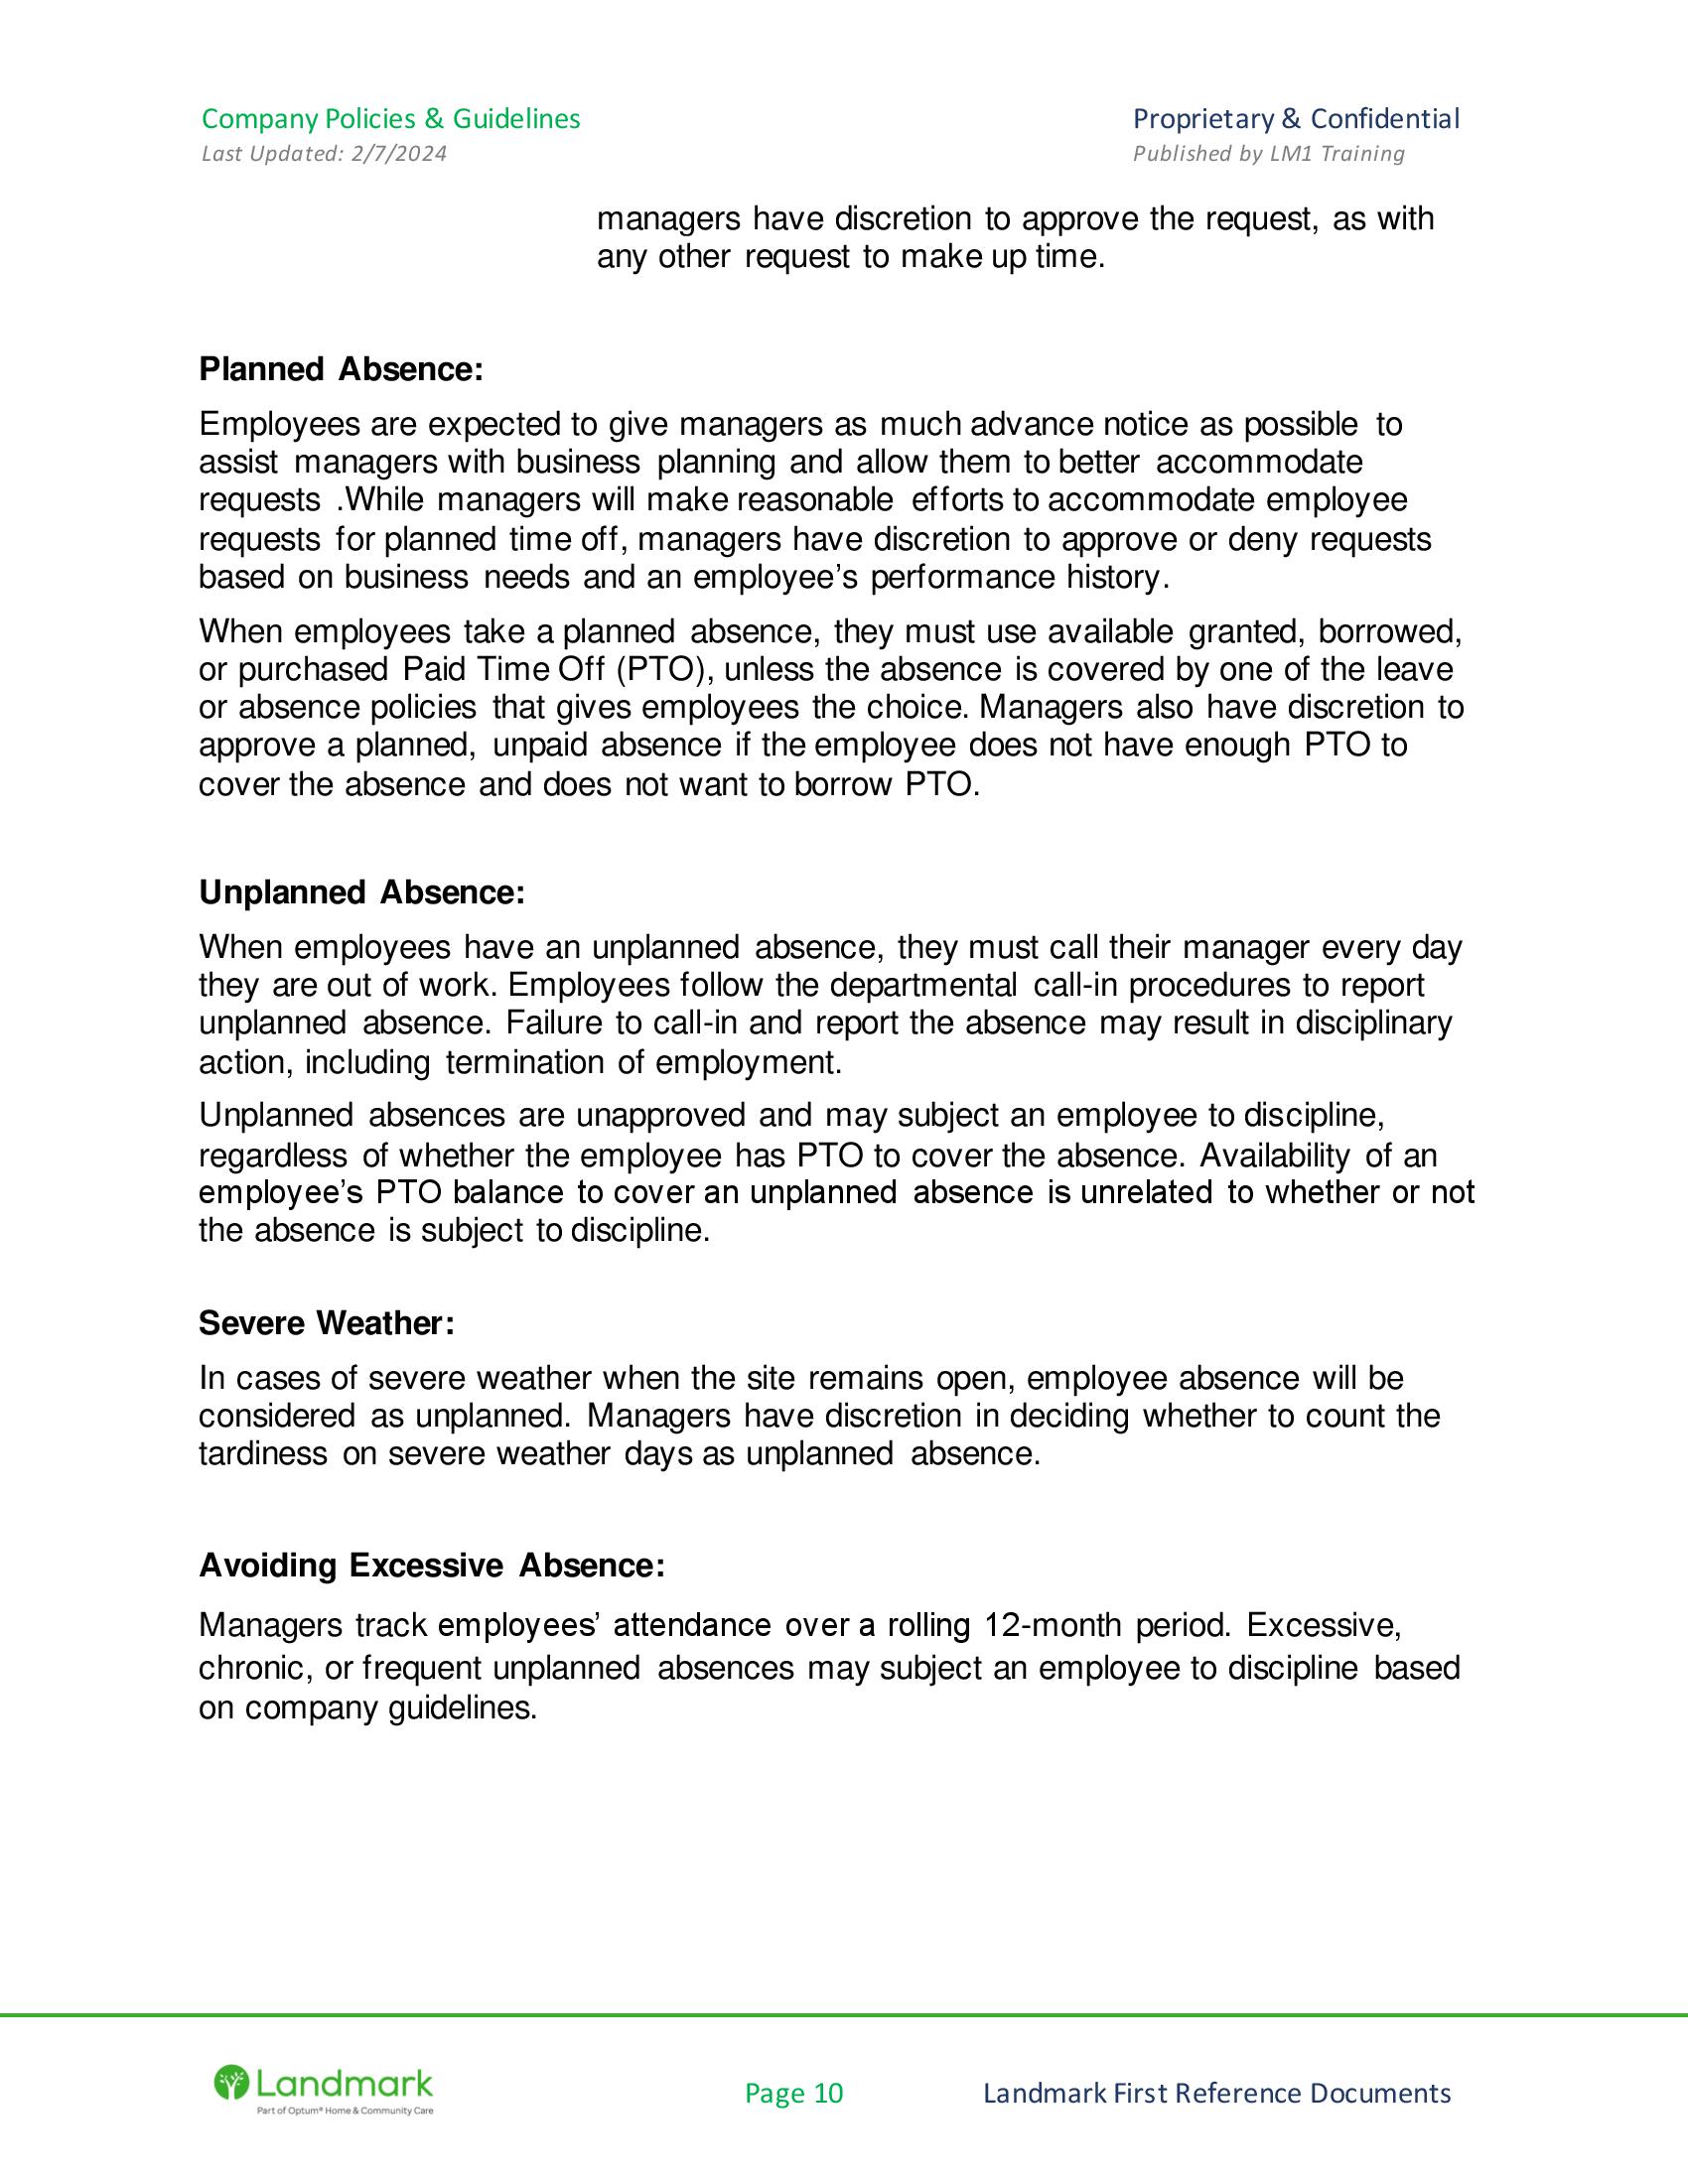 Company Policies & Guidelines
Proprietary & Confidential
Last Updated: 2/7/2024
Published by LM1 Training
managers have discretion to approve the request, as with
any other request to make up time.
Planned Absence:
Employees are expected to give managers as much advance notice as possible to
assist managers with business planning and allow them to better accommodate
requests .While managers will make reasonable efforts to accommodate employee
requests for planned time off, managers have discretion to approve or deny requests
based on business needs and an employee’s performance history.
When employees take a planned absence, they must use available granted, borrowed,
or purchased Paid Time Off (PTO), unless the absence is covered by one of the leave
or absence policies that gives employees the choice. Managers also have discretion to
approve a planned, unpaid absence if the employee does not have enough PTO to
cover the absence and does not want to borrow PTO.
Unplanned Absence:
When employees have an unplanned absence, they must call their manager every day
they are out of work. Employees follow the departmental call-in procedures to report
unplanned absence. Failure to call-in and report the absence may result in disciplinary
action, including termination of employment.
Unplanned absences are unapproved and may subject an employee to discipline,
regardless of whether the employee has PTO to cover the absence. Availability of an
employee’s PTO balance to cover an unplanned absence is unrelated to whether or not
the absence is subject to discipline.
Severe Weather:
In cases of severe weather when the site remains open, employee absence will be
considered as unplanned. Managers have discretion in deciding whether to count the
tardiness on severe weather days as unplanned absence.
Avoiding Excessive Absence:
Managers track employees’ attendance over a rolling 12-month period. Excessive,
chronic, or frequent unplanned absences may subject an employee to discipline based
on company guidelines.
Landmark
Part of Optum® Home & Community Care
Page 10
Landmark First Reference Documents